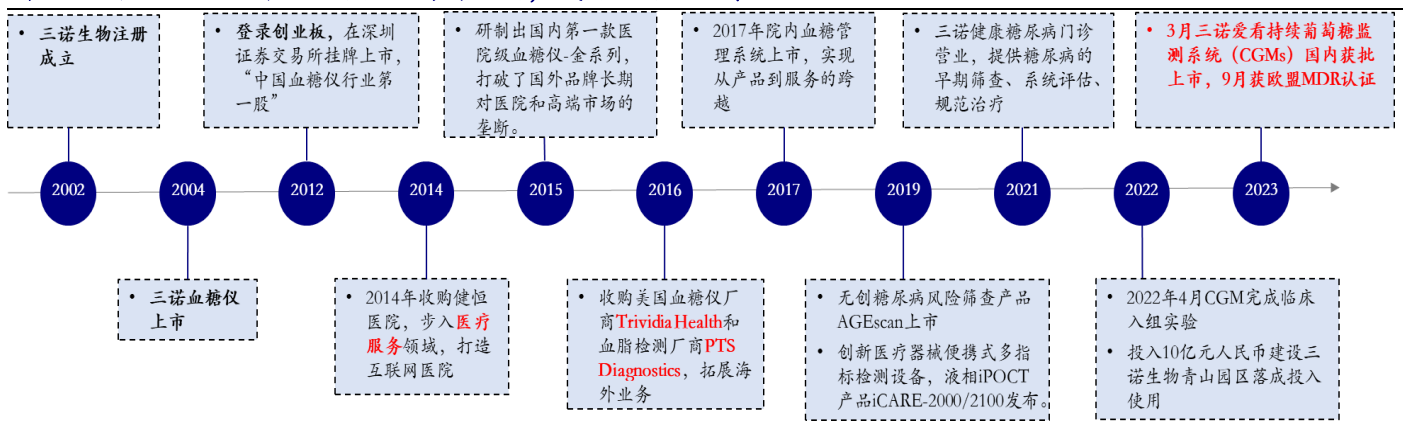 • 三诺生物注册
成立
• 登录创业板，在深圳
证券交易所挂牌上市，
“中国血糖仪行业第
一股”
• 研制出国内第一款医
院级血糖仪-金系列，
打破了国外品牌长期
对医院和高端市场的
垄断。
• 2017年院内血糖管
理系统上市，实现
从产品到服务的跨
越
• 三诺健康糖尿病门诊
营业，提供糖尿病的
早期筛查、系统评估、
规范治疗
• 3月三诺爱看持续葡萄糖监
测系统（CGMs）国内获批
上市，9月获欧盟MDR认证
2002
2004
2012
2014
2015
2016
2017
2019
2021
2022
2023
• 三诺血糖仪
上市
• 2014年收购健恒
医院，步入医疗
服务领域，打造
互联网医院
• 收购美国血糖仪厂
商Trividia Health和
血脂检测厂商PTS
Diagnostics，拓展海
外业务
• 无创糖尿病风险筛查产品
AGEscan上市
• 创新医疗器械便携式多指
标检测设备，液相iPOCT
产品iCARE-2000/2100发布。
• 2022年4月CGM完成临床
入组实验
• 投入10亿元人民币建设三
诺生物青山园区落成投入
使用